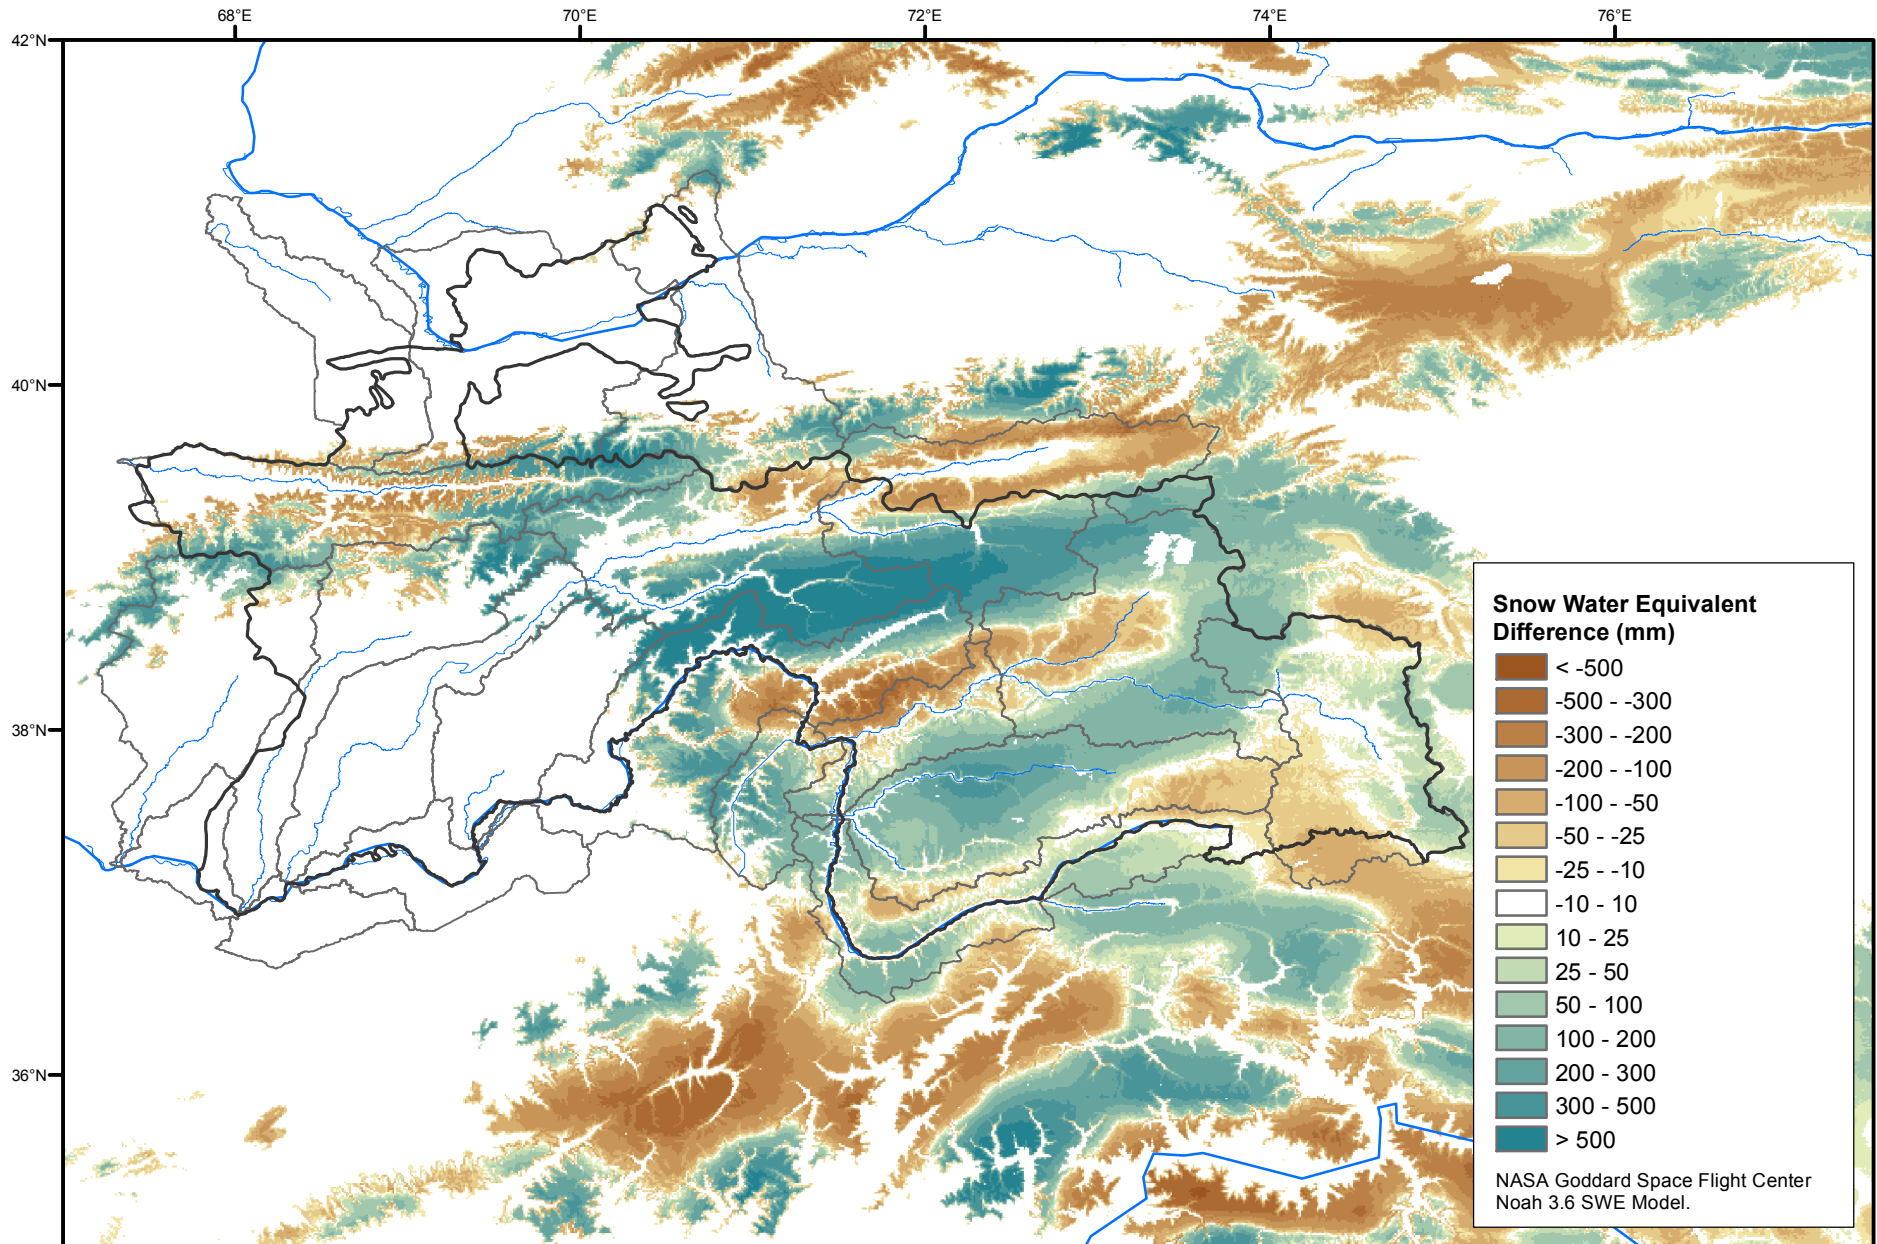 68°E
70°E
72°E
74°E
76°E
42°N
40°N
38°N
36°N
Snow Water Equivalent
Difference (mm)
< -500
-500 - -300
-300 - -200
-200 - -100
-100 - -50
-50 - -25
-25 - -10
-10 - 10
10 - 25
25 - 50
50 - 100
100 - 200
200 - 300
300 - 500
> 500
NASA Goddard Space Flight Center
Noah 3.6 SWE Model.